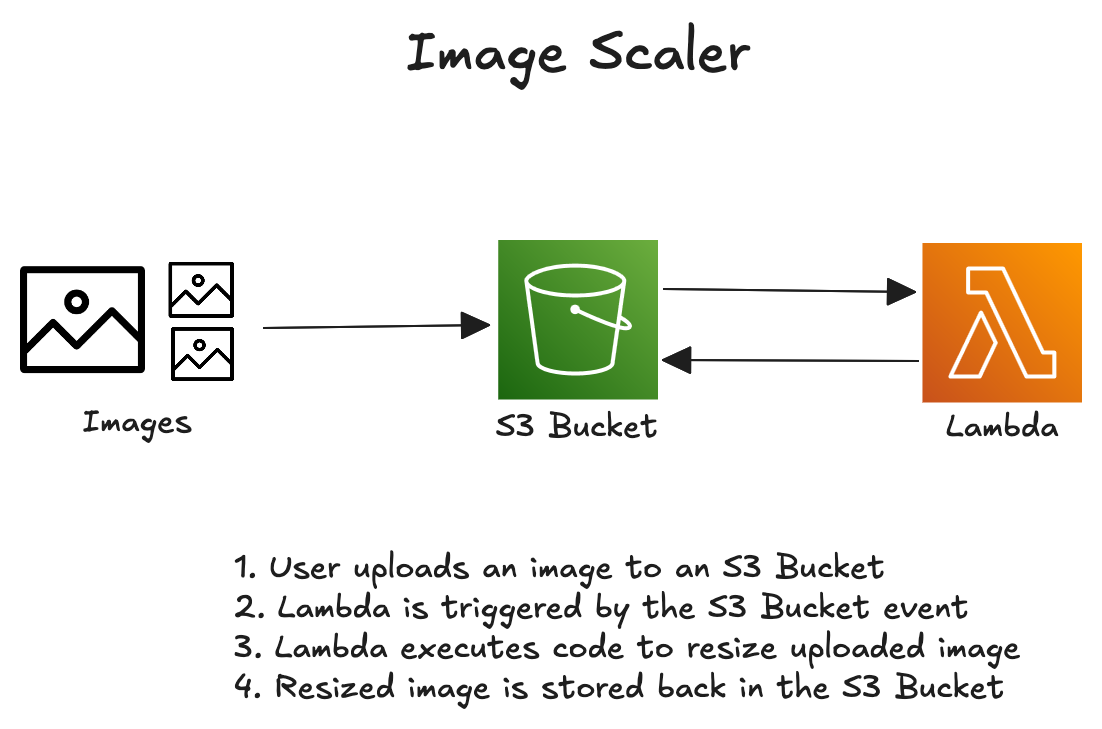 Image Scaler
Images
S3 Bucket
Lambda
1. User uploads an image to an S3 Bucket
2. Lambda is triggered by the S3 Bucket event
3. Lambda executes code to resize uploaded image
4. Resized image is stored back in the S3 Bucket